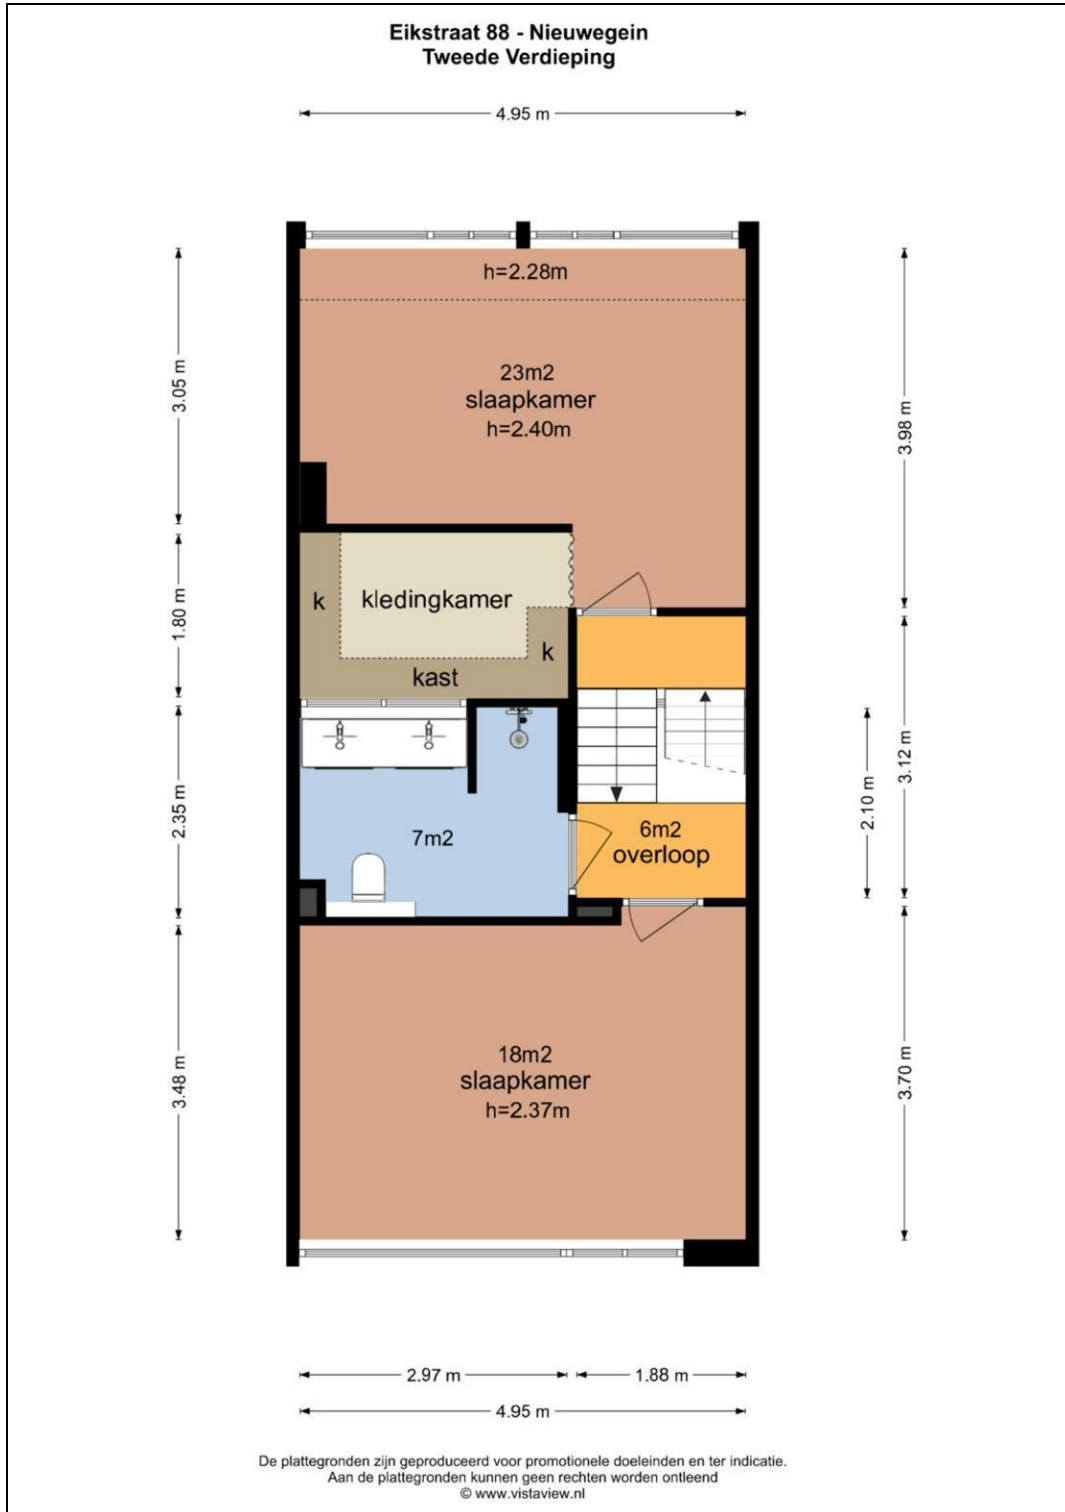 Eikstraat 88 - Nieuwegein
Tweede Verdieping
4.95 m
h=2.28m
23m2
slaapkamer
h=2.40m
3.05 m
3.98 m
k
kledingkamer
k
kast
1.80 m
2.35 m
7m2
6m2
overloop
3.12 m
2.10 m
18m2
slaapkamer
h=2.37m
3.48 m
3.70 m
2.97 m
1.88 m
4.95 m
De plattegronden zijn geproduceerd voor promotionele doeleinden en ter indicatie.
Aan de plattegronden kunnen geen rechten worden ontleend
© www.vistaview.nl